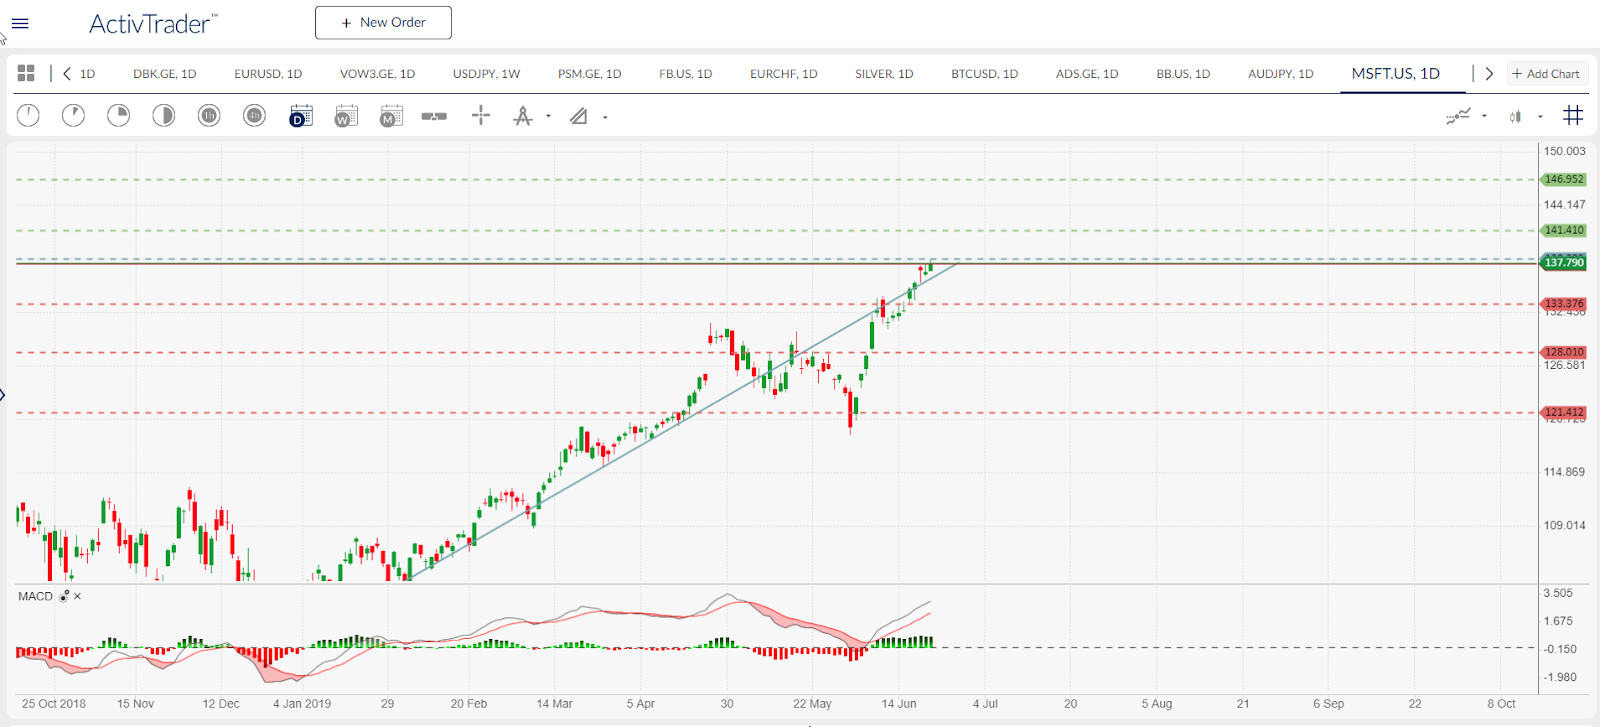 ActivTrader™
+ New Order
1D DBK.GE, 1D EURUSD, 1D VOW3.GE, 1D USDJPY, 1W PSM.GE, 1D FB.US, 1D EURCHF, 1D SILVER, 1D BTCUSD, 1D ADS.GE, 1D BB.US, 1D AUDJPY, 1D MSFT.US, 1D + Add Chart
1h 4h D W M
150.003
146.952
144.147
141.410
137.790
133.376
132.436
128.010
126.581
121.412
120.726
114.869
109.014
MACD
3.505
1.675
-0.150
-1.980
25 Oct 2018 15 Nov 12 Dec 4 Jan 2019 29 20 Feb 14 Mar 5 Apr 30 22 May 14 Jun 4 Jul 20 5 Aug 21 6 Sep 22 8 Oct